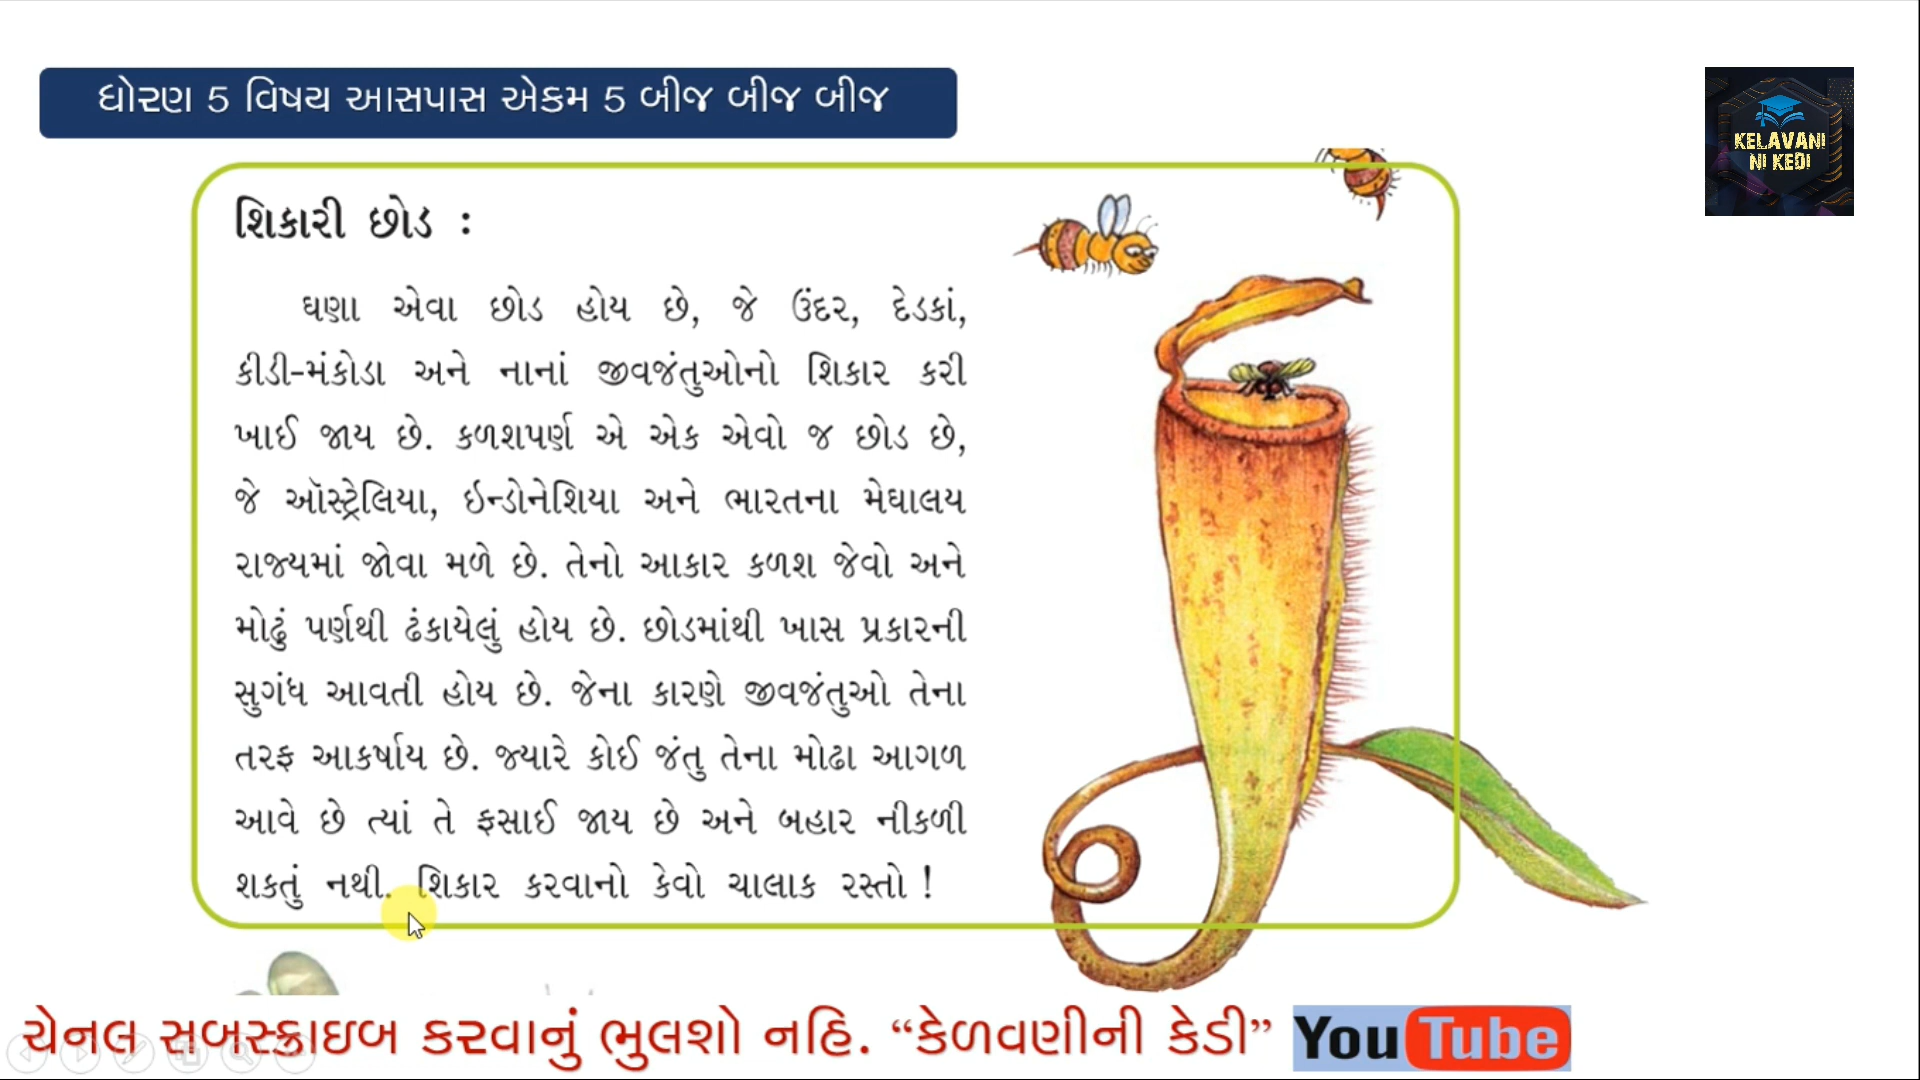 ધોરણ 5 વિષય આસપાસ એકમ 5 બીજ બીજ બીજ
KELAVANI
NI KEDI
શિકારી છોડ :
ઘણા એવા છોડ હોય છે, જે ઉંદર, દેડકાં,
કીડી-મંકોડા અને નાનાં જીવજંતુઓનો શિકાર કરી
ખાઈ જાય છે. કળશપર્ણ એ એક એવો જ છોડ છે,
જે ઑસ્ટ્રેલિયા, ઇન્ડોનેશિયા અને ભારતના મેઘાલય
રાજ્યમાં જોવા મળે છે. તેનો આકાર કળશ જેવો અને
મોઢું પર્ણથી ઢંકાયેલું હોય છે. છોડમાંથી ખાસ પ્રકારની
સુગંધ આવતી હોય છે. જેના કારણે જીવજંતુઓ તેના
તરફ આકર્ષાય છે. જ્યારે કોઈ જંતુ તેના મોઢા આગળ
આવે છે ત્યાં તે ફસાઈ જાય છે અને બહાર નીકળી
શકતું નથી. શિકાર કરવાનો કેવો ચાલાક રસ્તો !
ચેનલ સબસ્ક્રાઇબ કરવાનું ભુલશો નહિ. “કેળવણીની કેડી” YouTube